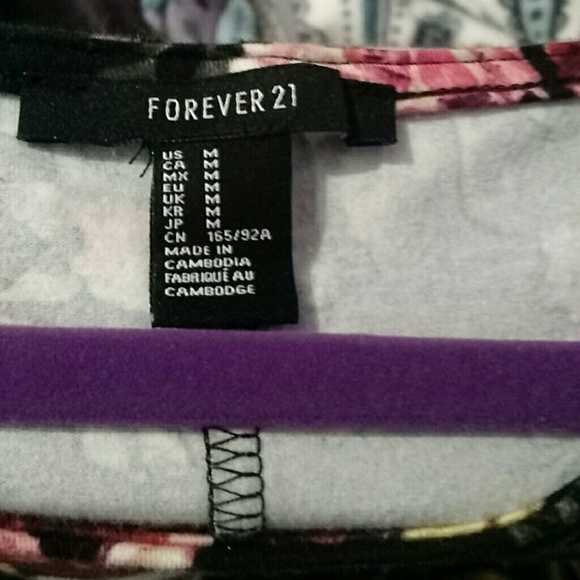 FOREVER 21
US M
CA M
MX M
EU M
UK M
KR M
JP M
CN 165/92A
MADE IN
CAMBODIA
FABRIQUÉ AU
CAMBODGE